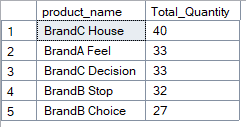 product_name Total_Quantity
1 BrandC House 40
2 BrandA Feel 33
3 BrandC Decision 33
4 BrandB Stop 32
5 BrandB Choice 27